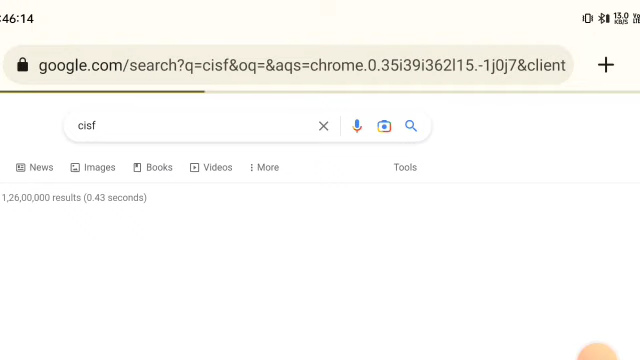 :46:14
13.0
KB/S
google.com/search?q=cisf&oq=&aqs=chrome.0.35i39i362l15.-1j0j7&client
cisf
News Images Books Videos More Tools
1,26,00,000 results (0.43 seconds)